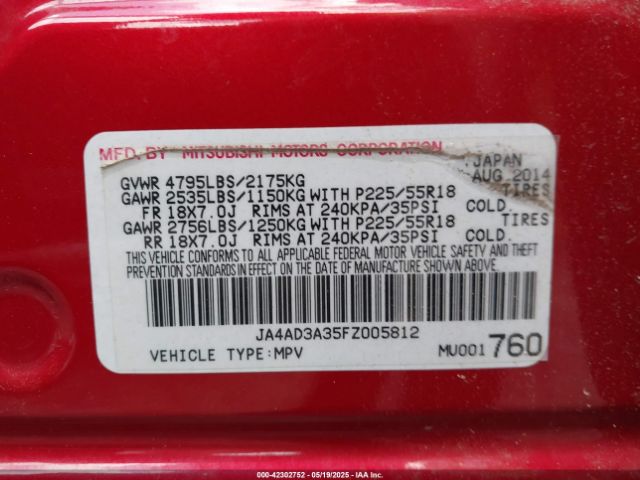 MFD. BY MITSUBISHI MOTORS CORPORATION
JAPAN
AUG 2014
GVWR 4795LBS/2175KG
GAWR 2535LBS/1150KG WITH P225/55R18 TIRES
FR 18X7.0J RIMS AT 240KPA/35PSI COLD.
GAWR 2756LBS/1250KG WITH P225/55R18 TIRES
RR 18X7.0J RIMS AT 240KPA/35PSI COLD.
THIS VEHICLE CONFORMS TO ALL APPLICABLE FEDERAL MOTOR VEHICLE SAFETY AND THEFT
PREVENTION STANDARDS IN EFFECT ON THE DATE OF MANUFACTURE SHOWN ABOVE.
JA4AD3A35FZ005812
VEHICLE TYPE:MPV
MU001760
000-42302752 - 05/19/2025 - IAA Inc.